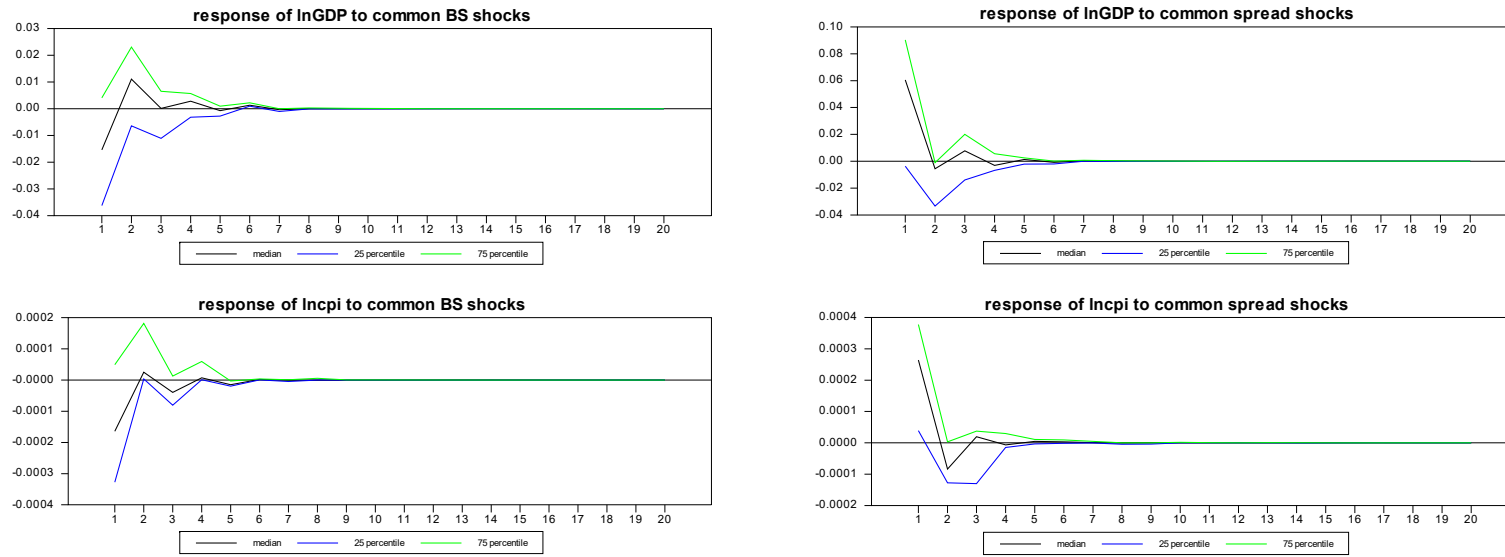 response of lnGDP to common BS shocks
0.03
0.02
0.01
0.00
-0.01
-0.02
-0.03
-0.04
1 2 3 4 5 6 7 8 9 10 11 12 13 14 15 16 17 18 19 20
median 25 percentile 75 percentile
response of lnGDP to common spread shocks
0.10
0.08
0.06
0.04
0.02
0.00
-0.02
-0.04
1 2 3 4 5 6 7 8 9 10 11 12 13 14 15 16 17 18 19 20
median 25 percentile 75 percentile
response of lncpi to common BS shocks
0.0002
0.0001
-0.0000
-0.0001
-0.0002
-0.0003
-0.0004
1 2 3 4 5 6 7 8 9 10 11 12 13 14 15 16 17 18 19 20
median 25 percentile 75 percentile
response of lncpi to common spread shocks
0.0004
0.0003
0.0002
0.0001
0.0000
-0.0001
-0.0002
1 2 3 4 5 6 7 8 9 10 11 12 13 14 15 16 17 18 19 20
median 25 percentile 75 percentile